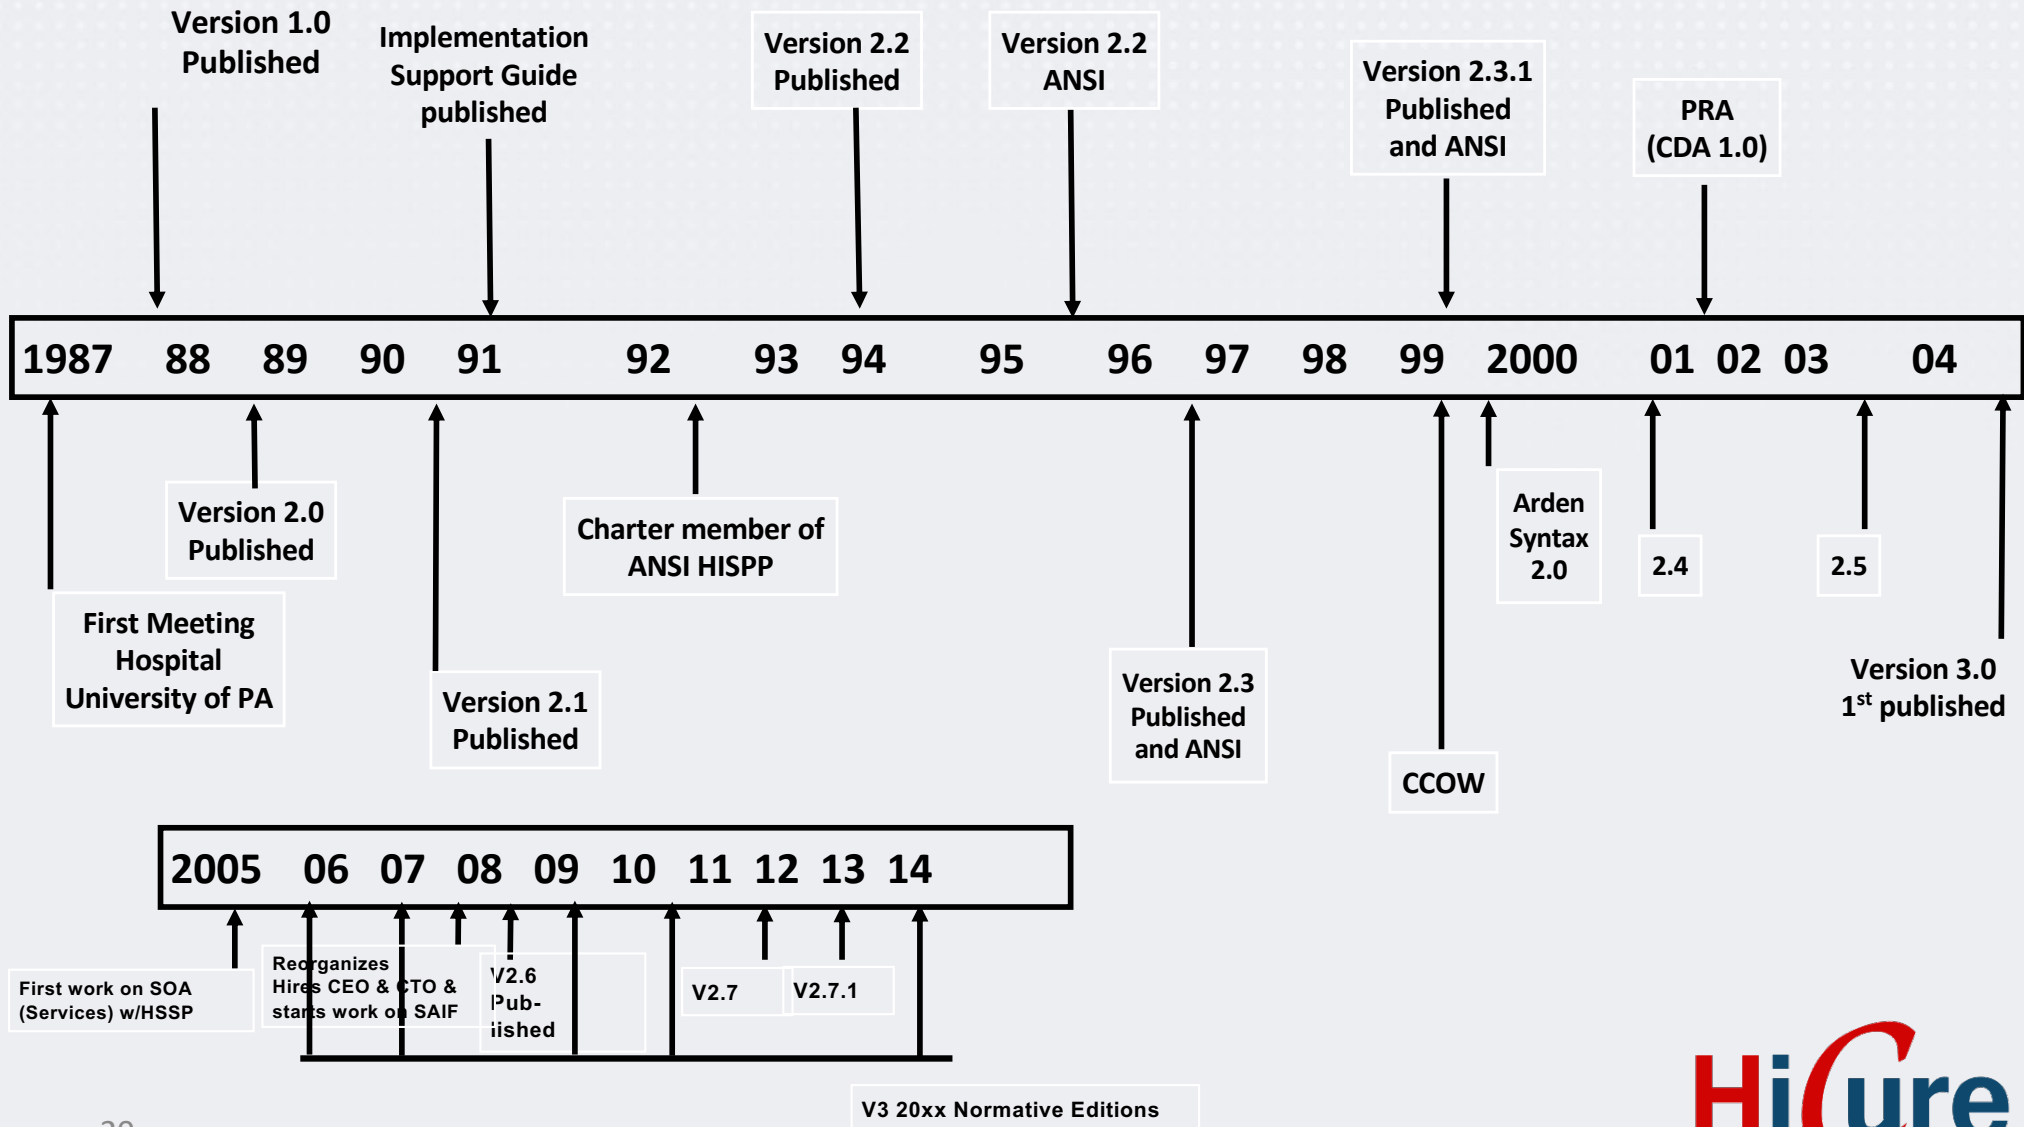 Version 1.0
Published
Implementation
Support Guide
published
Version 2.2
Published
Version 2.2
ANSI
Version 2.3.1
Published
and ANSI
PRA
(CDA 1.0)
1987 88 89 90 91 92 93 94 95 96 97 98 99 2000 01 02 03 04
First Meeting
Hospital
University of PA
Version 2.0
Published
Version 2.1
Published
Charter member of
ANSI HISPP
Version 2.3
Published
and ANSI
CCOW
Arden
Syntax
2.0
2.4
2.5
Version 3.0
1st published
2005 06 07 08 09 10 11 12 13 14
First work on SOA
(Services) w/HSSP
Reorganizes
Hires CEO & CTO &
starts work on SAIF
V2.6
Pub-
lished
V2.7
V2.7.1
V3 20xx Normative Editions
HiCure